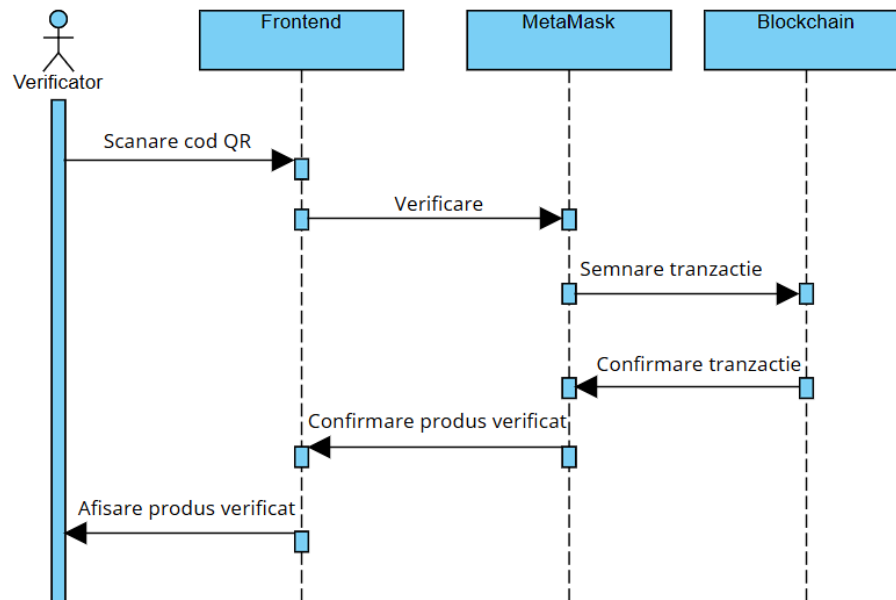 Frontend
MetaMask
Blockchain
Verificator
Scanare cod QR
Verificare
Semnare tranzactie
Confirmare tranzactie
Confirmare produs verificat
Afisare produs verificat